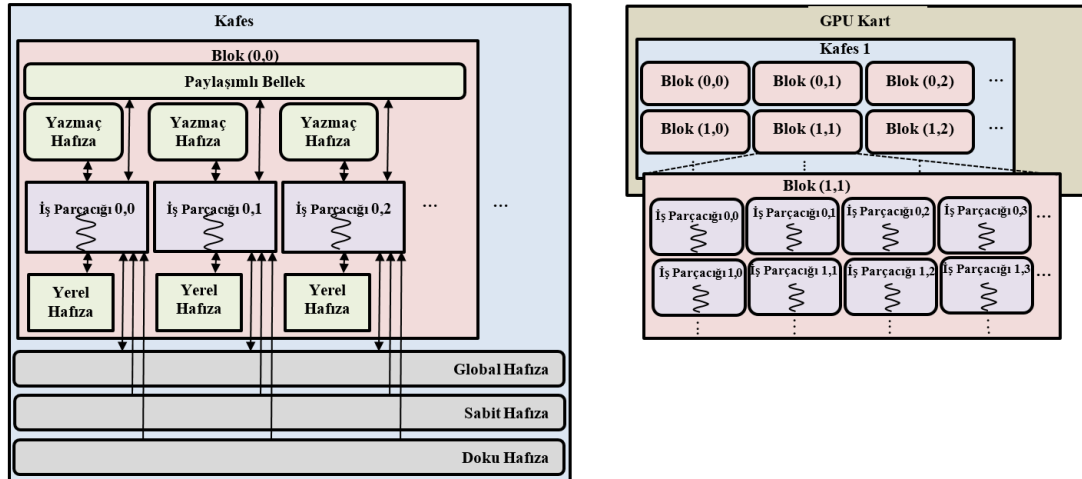 Kafes
Blok (0,0)
Paylaşımlı Bellek
Yazmaç
Hafıza
Yazmaç
Hafıza
Yazmaç
Hafıza
İş Parçacığı 0,0
İş Parçacığı 0,1
İş Parçacığı 0,2
...
...
Yerel
Hafıza
Yerel
Hafıza
Yerel
Hafıza
Global Hafıza
Sabit Hafıza
Doku Hafıza
GPU Kart
Kafes 1
Blok (0,0)
Blok (0,1)
Blok (0,2)
...
Blok (1,0)
Blok (1,1)
Blok (1,2)
...
Blok (1,1)
İş Parçacığı 0,0
İş Parçacığı 0,1
İş Parçacığı 0,2
İş Parçacığı 0,3
...
İş Parçacığı 1,0
İş Parçacığı 1,1
İş Parçacığı 1,2
İş Parçacığı 1,3
...